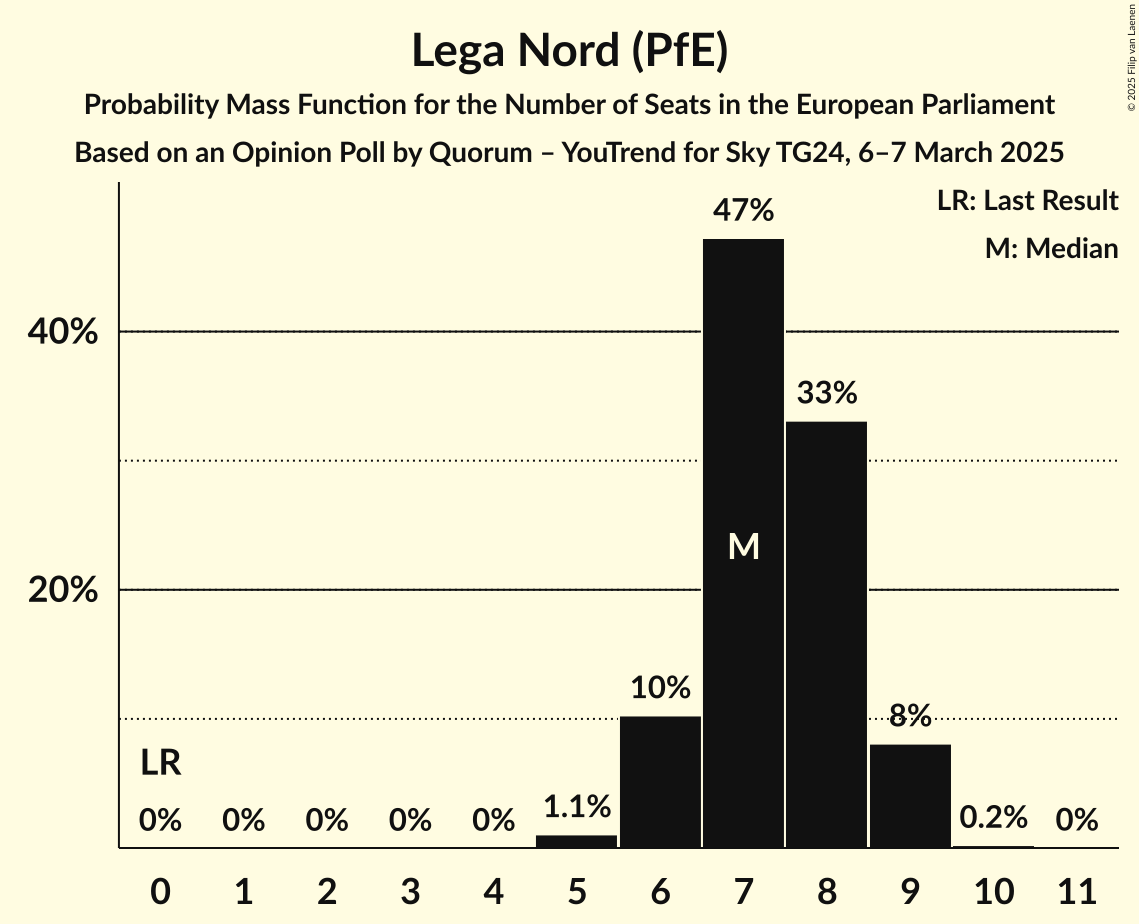 Lega Nord (PfE)
Probability Mass Function for the Number of Seats in the European Parliament
Based on an Opinion Poll by Quorum – YouTrend for Sky TG24, 6–7 March 2025
© 2025 Filip van Laenen
LR: Last Result
M: Median
47%
40%
33%
M
20%
10%
8%
LR
0%
0%
0%
0%
0%
1.1%
0.2%
0%
0 1 2 3 4 5 6 7 8 9 10 11